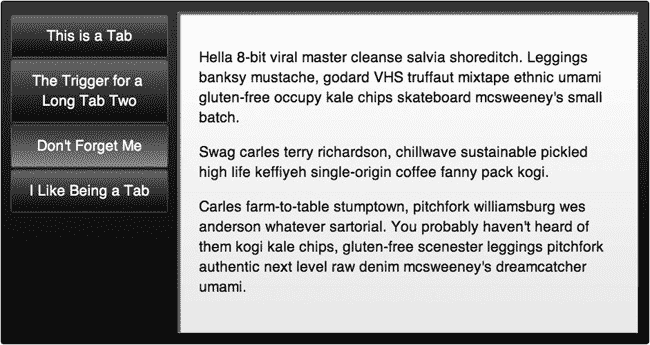 This is a Tab
The Trigger for a
Long Tab Two
Don't Forget Me
I Like Being a Tab
Hella 8-bit viral master cleanse salvia shoreditch. Leggings
banksy mustache, godard VHS truffaut mixtape ethnic umami
gluten-free occupy kale chips skateboard mcsweeney's small
batch.
Swag carles terry richardson, chillwave sustainable pickled
high life keffiyeh single-origin coffee fanny pack kogi.
Carles farm-to-table stumptown, pitchfork williamsburg wes
anderson whatever sartorial. You probably haven't heard of
them kogi kale chips, gluten-free scenester leggings pitchfork
authentic next level raw denim mcsweeney's dreamcatcher
umami.